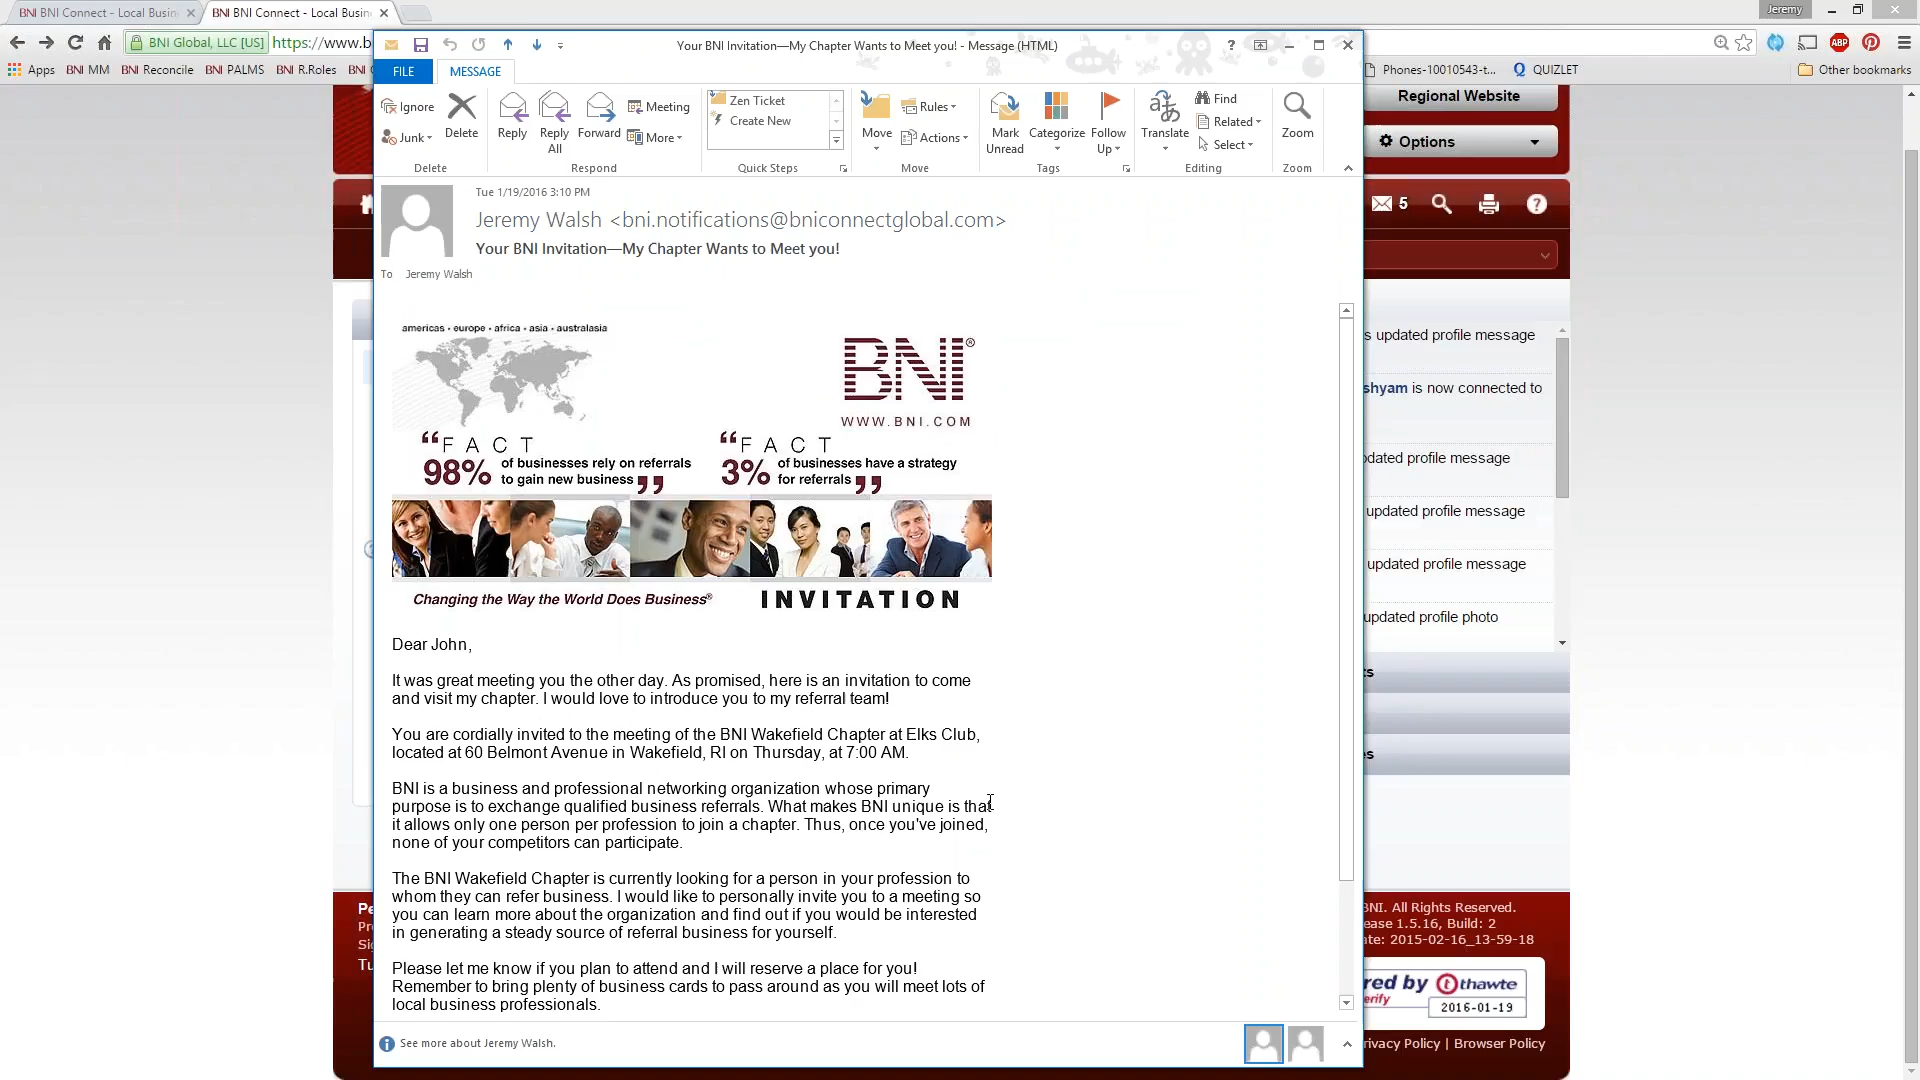 BNI BNI Connect - Local Busin
BNI BNI Connect - Local Busin
Jeremy
BNI Global, LLC [US]
https://www.b
Apps
BNI MM
BNI Reconcile
BNI PALMS
BNI R.Roles
BNI
Phones-10010543-t...
QUIZLET
Other bookmarks
Your BNI Invitation—My Chapter Wants to Meet you! - Message (HTML)
FILE
MESSAGE
Ignore
Junk
Delete
Delete
Reply
Reply All
Forward
Meeting
More
Respond
Zen Ticket
Create New
Quick Steps
Move
Rules
Actions
Move
Mark Unread
Categorize
Follow Up
Tags
Translate
Find
Related
Select
Editing
Zoom
Zoom
Regional Website
Options
5
Tue 1/19/2016 3:10 PM
Jeremy Walsh <bni.notifications@bniconnectglobal.com>
Your BNI Invitation—My Chapter Wants to Meet you!
To Jeremy Walsh
americas • europe • africa • asia • australasia
BNI®
WWW.BNI.COM
“FACT
98% of businesses rely on referrals
to gain new business ”
“FACT
3% of businesses have a strategy
for referrals ”
Changing the Way the World Does Business®
INVITATION
Dear John,
It was great meeting you the other day. As promised, here is an invitation to come
and visit my chapter. I would love to introduce you to my referral team!
You are cordially invited to the meeting of the BNI Wakefield Chapter at Elks Club,
located at 60 Belmont Avenue in Wakefield, RI on Thursday, at 7:00 AM.
BNI is a business and professional networking organization whose primary
purpose is to exchange qualified business referrals. What makes BNI unique is that
it allows only one person per profession to join a chapter. Thus, once you've joined,
none of your competitors can participate.
The BNI Wakefield Chapter is currently looking for a person in your profession to
whom they can refer business. I would like to personally invite you to a meeting so
you can learn more about the organization and find out if you would be interested
in generating a steady source of referral business for yourself.
Please let me know if you plan to attend and I will reserve a place for you!
Remember to bring plenty of business cards to pass around as you will meet lots of
local business professionals.
See more about Jeremy Walsh.
s updated profile message
shyam is now connected to
dated profile message
updated profile message
updated profile message
updated profile photo
BNI. All Rights Reserved.
ease 1.5.16, Build: 2
te: 2015-02-16_13-59-18
red by thawte
erify
2016-01-19
rivacy Policy | Browser Policy